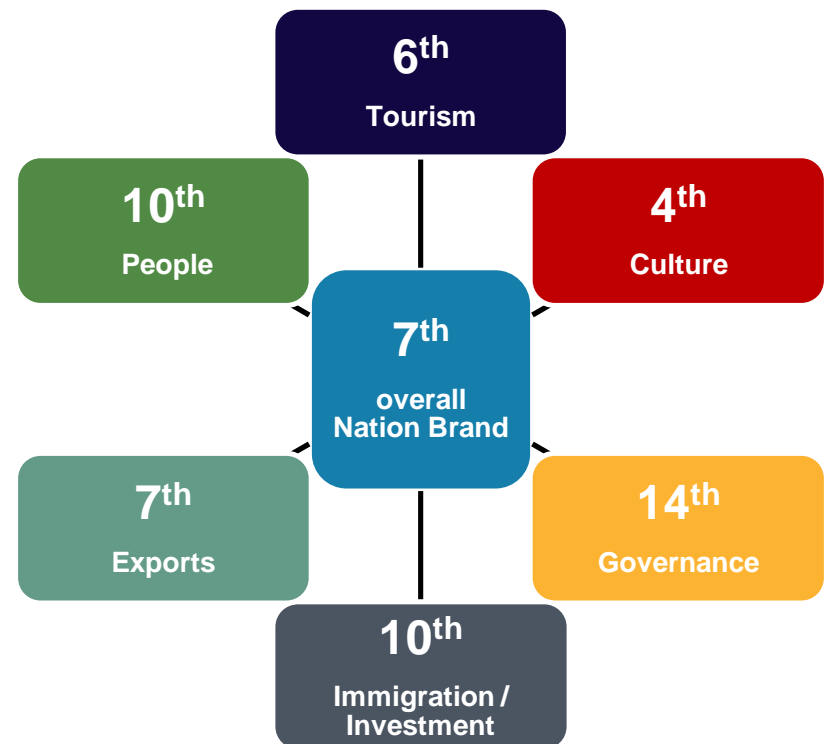 6th
Tourism
10th
People
4th
Culture
7th
overall
Nation Brand
7th
Exports
14th
Governance
10th
Immigration /
Investment